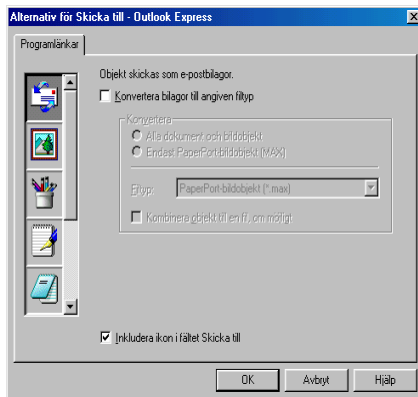 Alternativ för Skicka till - Outlook Express
Programlänkar
Objekt skickas som e-postbilagor.
Konvertera bilagor till angiven filtyp
Konvertera
Alla dokument och bildobjekt
Endast PaperPort-bildobjekt (MAX)
Filtyp:
PaperPort-bildobjekt (*.max)
Kombinera objekt till en fil, om möjligt
Inkludera ikon i fältet Skicka till
OK
Avbryt
Hjälp